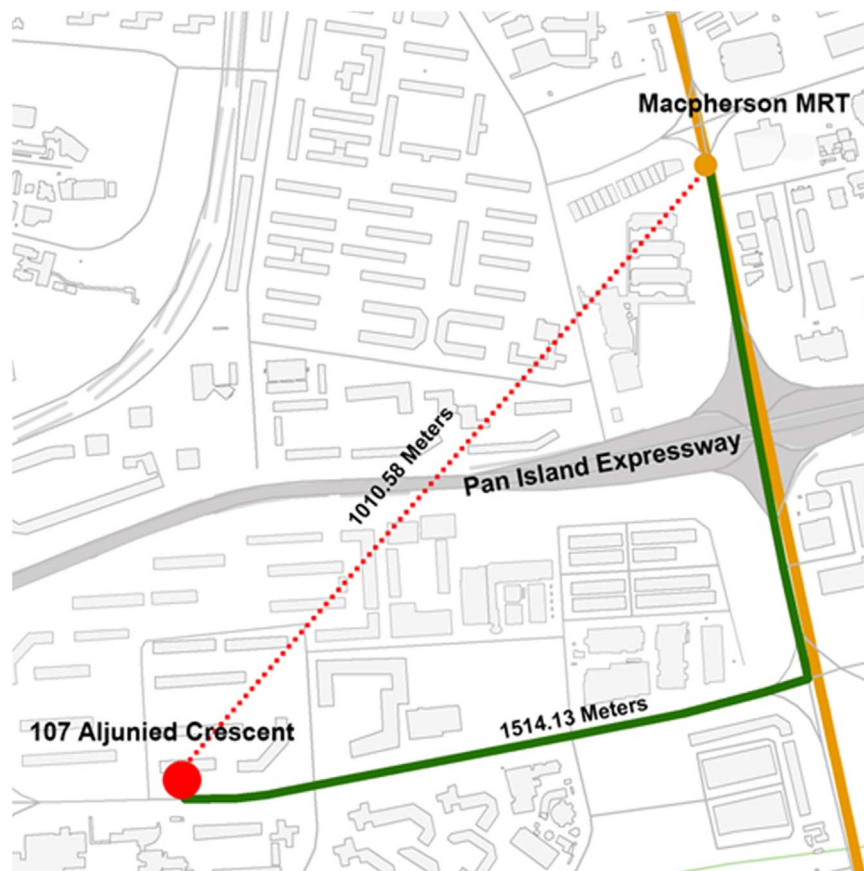 Macpherson MRT
1010.58 Meters
Pan Island Expressway
1514.13 Meters
107 Aljunied Crescent